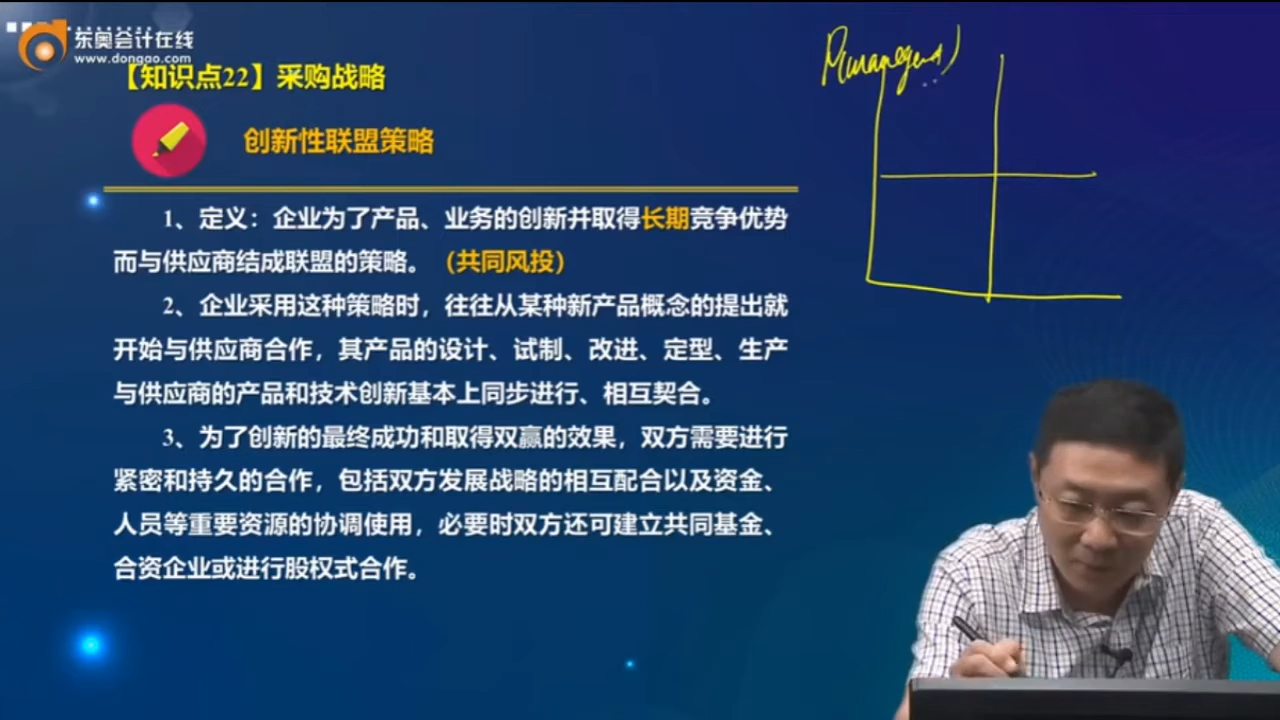 东奥会计在线
www.dongao.com
【知识点22】采购战略
创新性联盟策略
1、定义：企业为了产品、业务的创新并取得长期竞争优势
而与供应商结成联盟的策略。（共同风投）
2、企业采用这种策略时，往往从某种新产品概念的提出就
开始与供应商合作，其产品的设计、试制、改进、定型、生产
与供应商的产品和技术创新基本上同步进行、相互契合。
3、为了创新的最终成功和取得双赢的效果，双方需要进行
紧密和持久的合作，包括双方发展战略的相互配合以及资金、
人员等重要资源的协调使用，必要时双方还可建立共同基金、
合资企业或进行股权式合作。